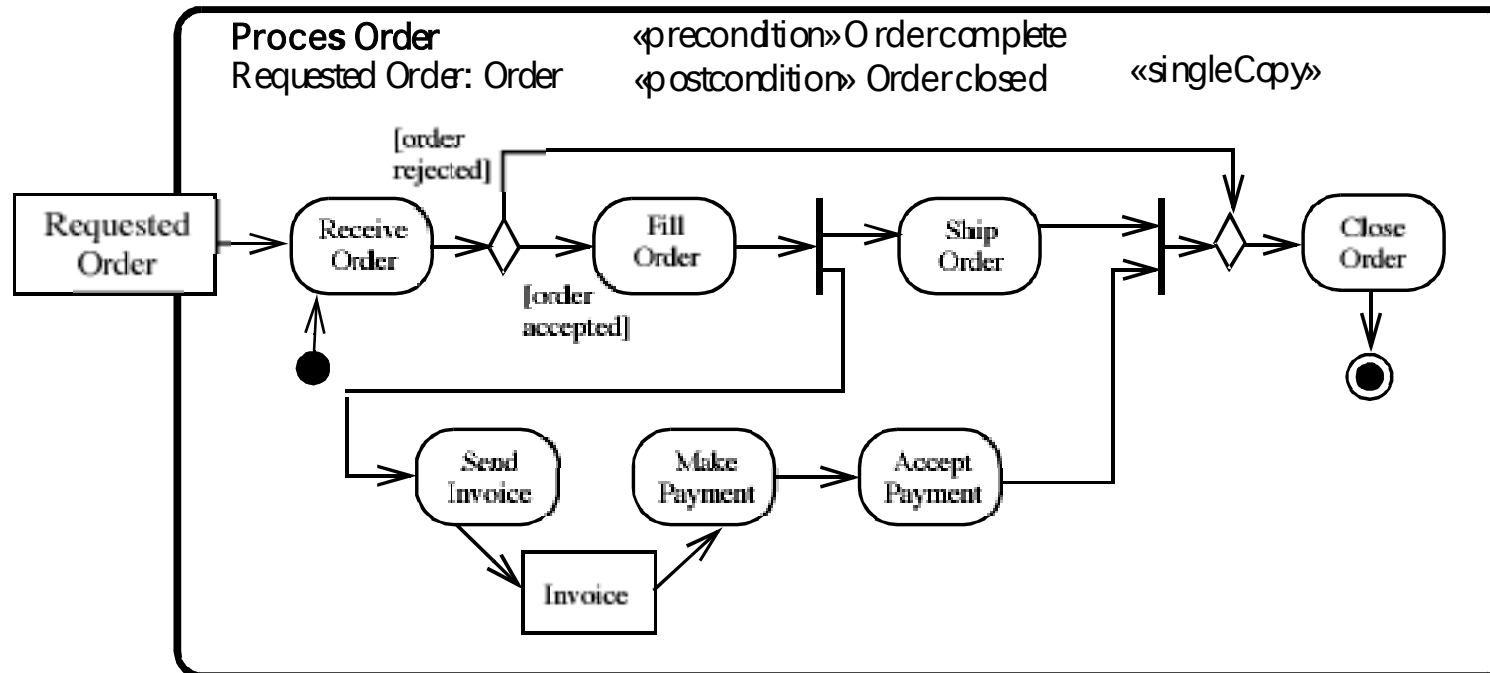 Proces Order
Requested Order: Order
«precondition» Order complete
«postcondition» Order closed
«singleCopy»
[order
rejected]
Requested
Order
Receive
Order
Fill
Order
Ship
Order
Close
Order
[order
accepted]
Send
Invoice
Make
Payment
Accept
Payment
Invoice